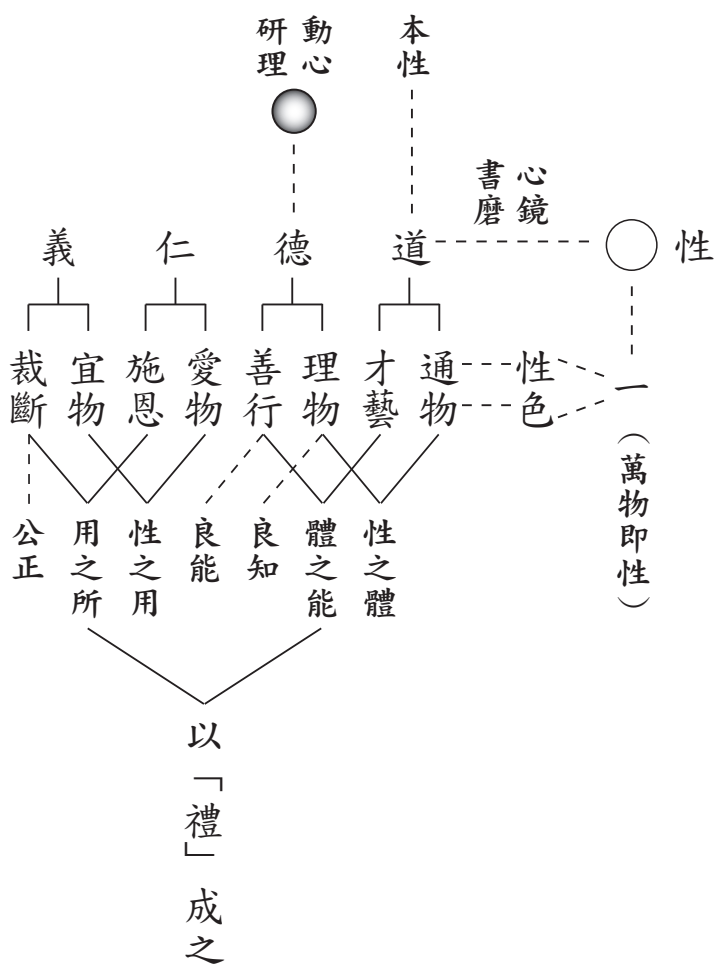 本性
動心
研理
心鏡
書磨
性
道
德
仁
義
一
（萬物即性）
性色
通物
才藝
理物
善行
愛物
施恩
宜物
裁斷
性之體
體之能
良知
良能
性之用
用之所
公正
以「禮」成之